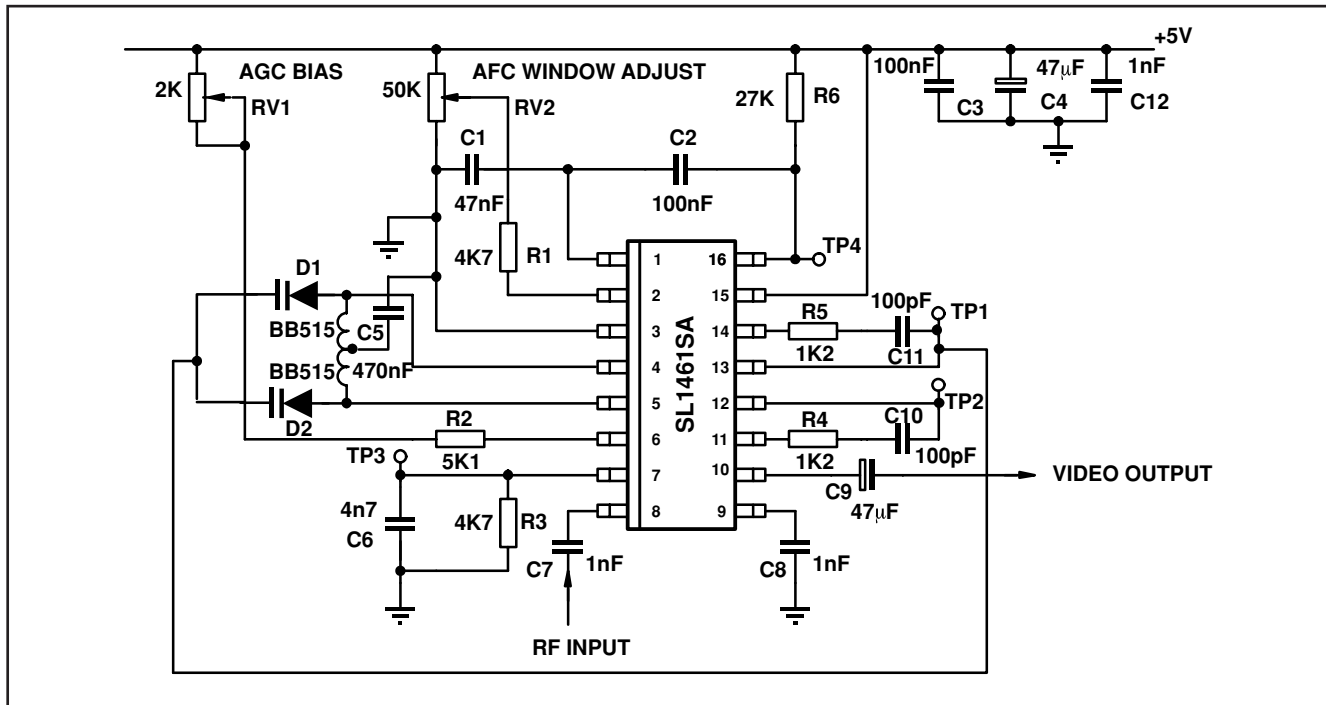 +5V
AGC BIAS
AFC WINDOW ADJUST
2K
RV1
50K
RV2
27K
R6
100nF
C3
47μF
C4
1nF
C12
C1
47nF
C2
100nF
4K7
R1
TP4
D1
BB515
C5
470nF
BB515
D2
SL1461SA
1
2
3
4
5
6
7
8
16
15
14
13
12
11
10
9
R5
1K2
100pF
C11
TP1
TP2
R4
1K2
C10
100pF
R2
5K1
TP3
4n7
C6
4K7
R3
C7
1nF
RF INPUT
C9
47μF
VIDEO OUTPUT
C8
1nF